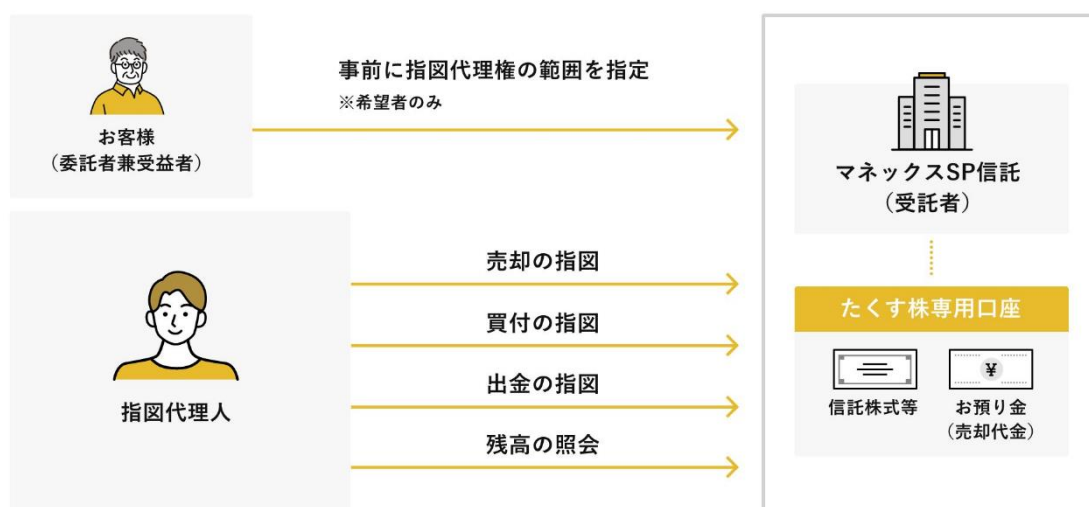 事前に指図代理権の範囲を指定
※希望者のみ
お客様
（委託者兼受益者）
マネックスSP信託
（受託者）
指図代理人
売却の指図
買付の指図
出金の指図
残高の照会
たくす株専用口座
¥
信託株式等
お預り金
（売却代金）